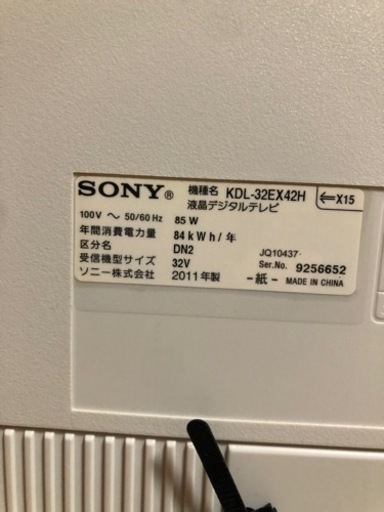 SONY® 機種名 KDL-32EX42H ⇐X15
液晶デジタルテレビ
100V ～ 50/60 Hz 85 W
年間消費電力量 84 kWh/年
区分名 DN2 JQ10437
受信機型サイズ 32V Ser.No. 9256652
ソニー株式会社 2011年製 -紙- MADE IN CHINA